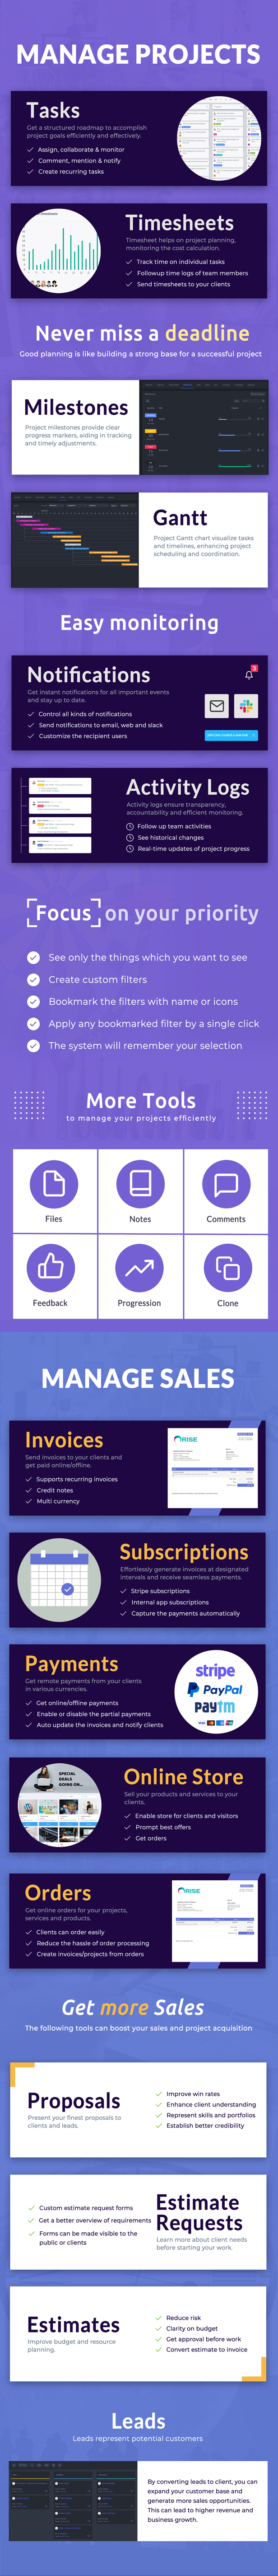 MANAGE PROJECTS
Tasks
Get a structured roadmap to accomplish
project goals efficiently and effectively.
Assign, collaborate & monitor
Comment, mention & notify
Create recurring tasks
Timesheets
Timesheet helps on project planning,
monitoring the cost calculation.
Track time on individual tasks
Followup time logs of team members
Send timesheets to your clients
Never miss a deadline
Good planning is like building a strong base for a successful project
Milestones
Project milestones provide clear
progress markers, aiding in tracking
and timely adjustments.
Gantt
Project Gantt chart visualize tasks
and timelines, enhancing project
scheduling and coordination.
Easy monitoring
Notifications
Get instant notifications for all important events
and stay up to date.
Control all kinds of notifications
Send notifications to email, web and slack
Customize the recipient users
3
Activity Logs
Activity logs ensure transparency,
accountability and efficient monitoring.
Follow up team activities
See historical changes
Real-time updates of project progress
Focus on your priority
See only the things which you want to see
Create custom filters
Bookmark the filters with name or icons
Apply any bookmarked filter by a single click
The system will remember your selection
More Tools
to manage your projects efficiently
Files
Notes
Comments
Feedback
Progression
Clone
MANAGE SALES
Invoices
Send invoices to your clients and
get paid online/offline.
Supports recurring invoices
Credit notes
Multi currency
RISE
Subscriptions
Effortlessly generate invoices at designated
intervals and receive seamless payments.
Stripe subscriptions
Internal app subscriptions
Capture the payments automatically
Payments
Get remote payments from your clients
in various currencies.
Get online/offline payments
Enable or disable the partial payments
Auto update the invoices and notify clients
stripe
PayPal
paytm
VISA
SPECIAL
DEALS
GOING ON...
Online Store
Sell your products and services to your
clients.
Enable store for clients and visitors
Prompt best offers
Get orders
Orders
Get online orders for your projects,
services and products.
Clients can order easily
Reduce the hassle of order processing
Create invoices/projects from orders
RISE
Get more Sales
The following tools can boost your sales and project acquisition
Proposals
Present your finest proposals to
clients and leads.
Improve win rates
Enhance client understanding
Represent skills and portfolios
Establish better credibility
Custom estimate request forms
Get a better overview of requirements
Forms can be made visible to the
public or clients
Estimate
Requests
Learn more about client needs
before starting your work.
Estimates
Improve budget and resource
planning.
Reduce risk
Clarity on budget
Get approval before work
Convert estimate to invoice
Leads
Leads represent potential customers
By converting leads to client, you can
expand your customer base and
generate more sales opportunities.
This can lead to higher revenue and
business growth.